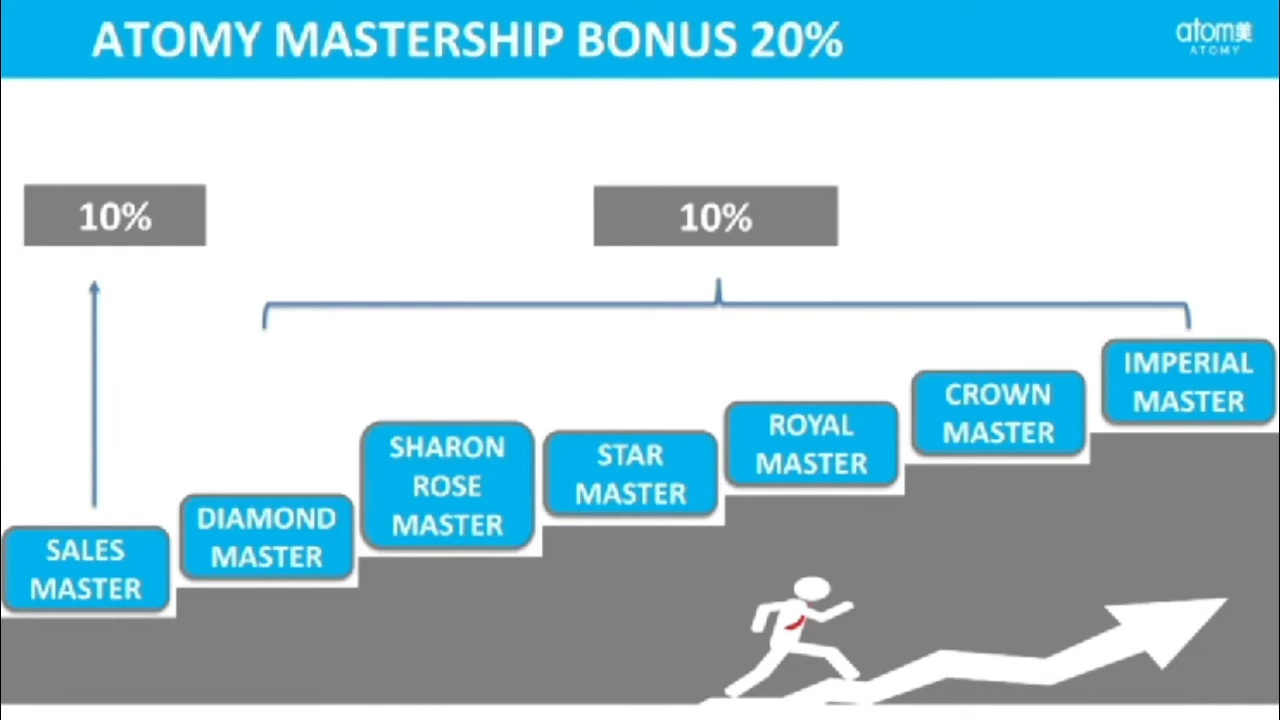 ATOMY MASTERSHIP BONUS 20%
atom美
ATOMY
10%
10%
SALES
MASTER
DIAMOND
MASTER
SHARON
ROSE
MASTER
STAR
MASTER
ROYAL
MASTER
CROWN
MASTER
IMPERIAL
MASTER